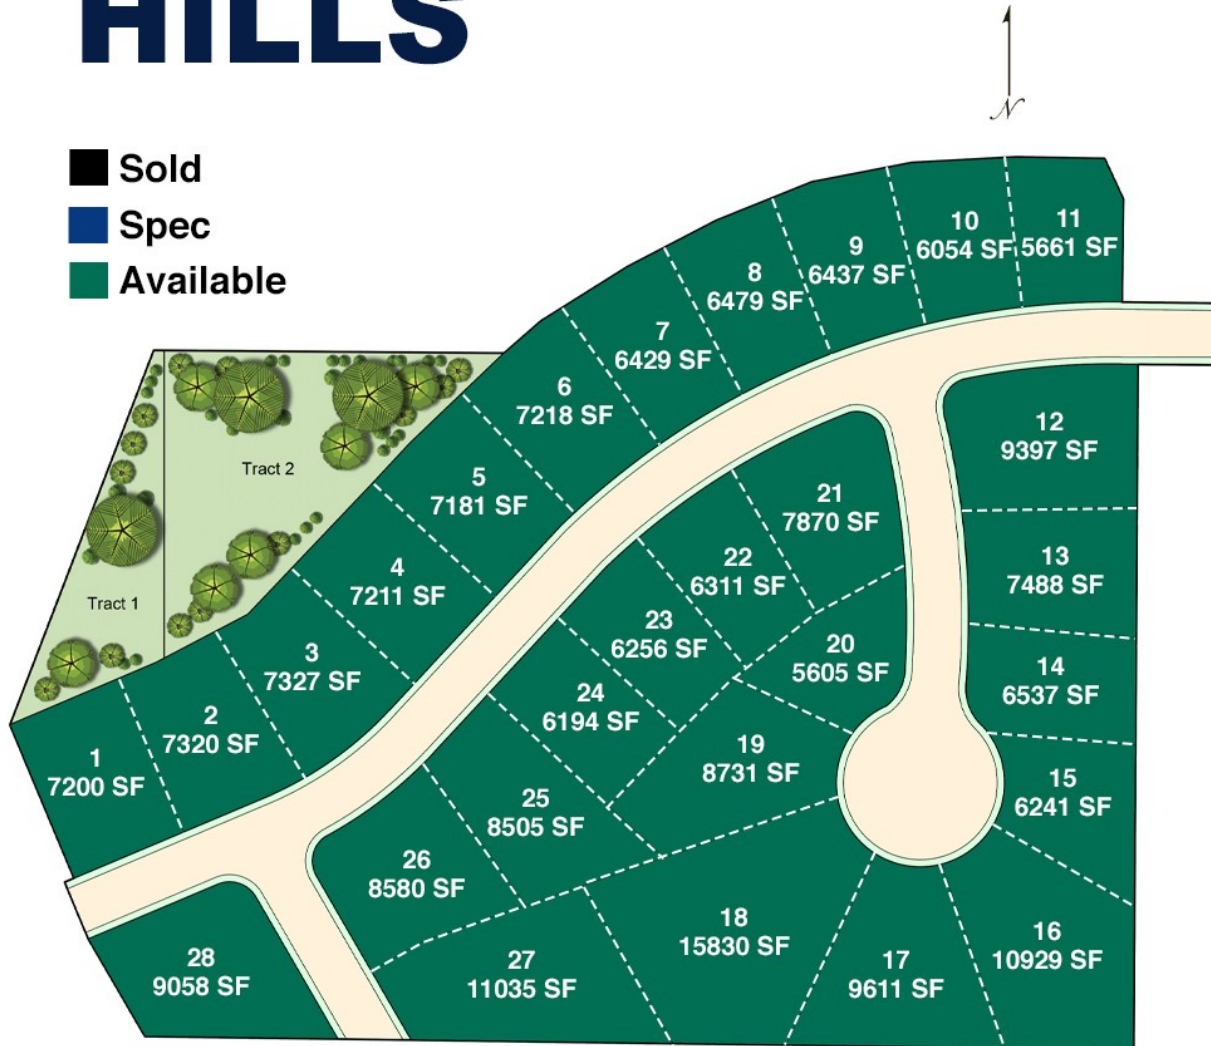 HILLS
N
Sold
Spec
Available
11
5661 SF
10
6054 SF
9
6437 SF
8
6479 SF
7
6429 SF
6
7218 SF
5
7181 SF
4
7211 SF
3
7327 SF
2
7320 SF
1
7200 SF
Tract 2
Tract 1
12
9397 SF
13
7488 SF
14
6537 SF
15
6241 SF
16
10929 SF
17
9611 SF
18
15830 SF
19
8731 SF
20
5605 SF
21
7870 SF
22
6311 SF
23
6256 SF
24
6194 SF
25
8505 SF
26
8580 SF
27
11035 SF
28
9058 SF